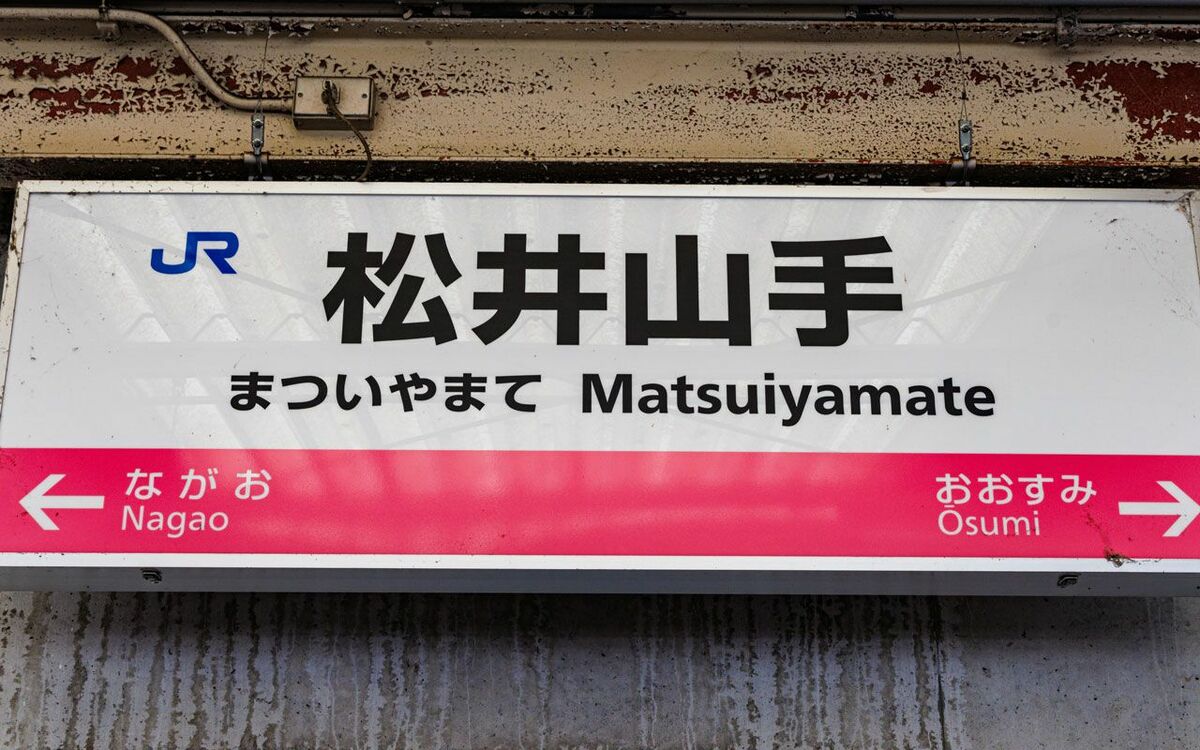 JR
松井山手
まついやまて Matsuiyamate
← ながお
Nagao
おおすみ →
Ōsumi